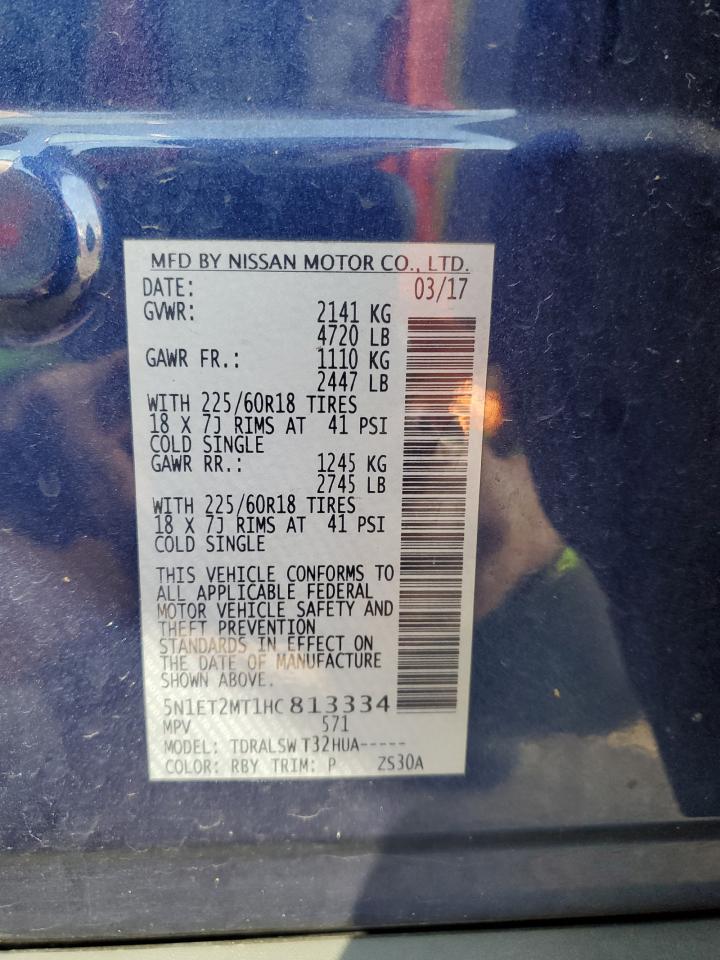 MFD BY NISSAN MOTOR CO., LTD.
DATE: 03/17
GVWR: 2141 KG
4720 LB
GAWR FR.: 1110 KG
2447 LB
WITH 225/60R18 TIRES
18 X 7J RIMS AT 41 PSI
COLD SINGLE
GAWR RR.: 1245 KG
2745 LB
WITH 225/60R18 TIRES
18 X 7J RIMS AT 41 PSI
COLD SINGLE
THIS VEHICLE CONFORMS TO
ALL APPLICABLE FEDERAL
MOTOR VEHICLE SAFETY AND
THEFT PREVENTION
STANDARDS IN EFFECT ON
THE DATE OF MANUFACTURE
SHOWN ABOVE.
5N1ET2MT1HC813334
MPV 571
MODEL: TDRALSW T32HUA-----
COLOR: RBY TRIM: P ZS30A